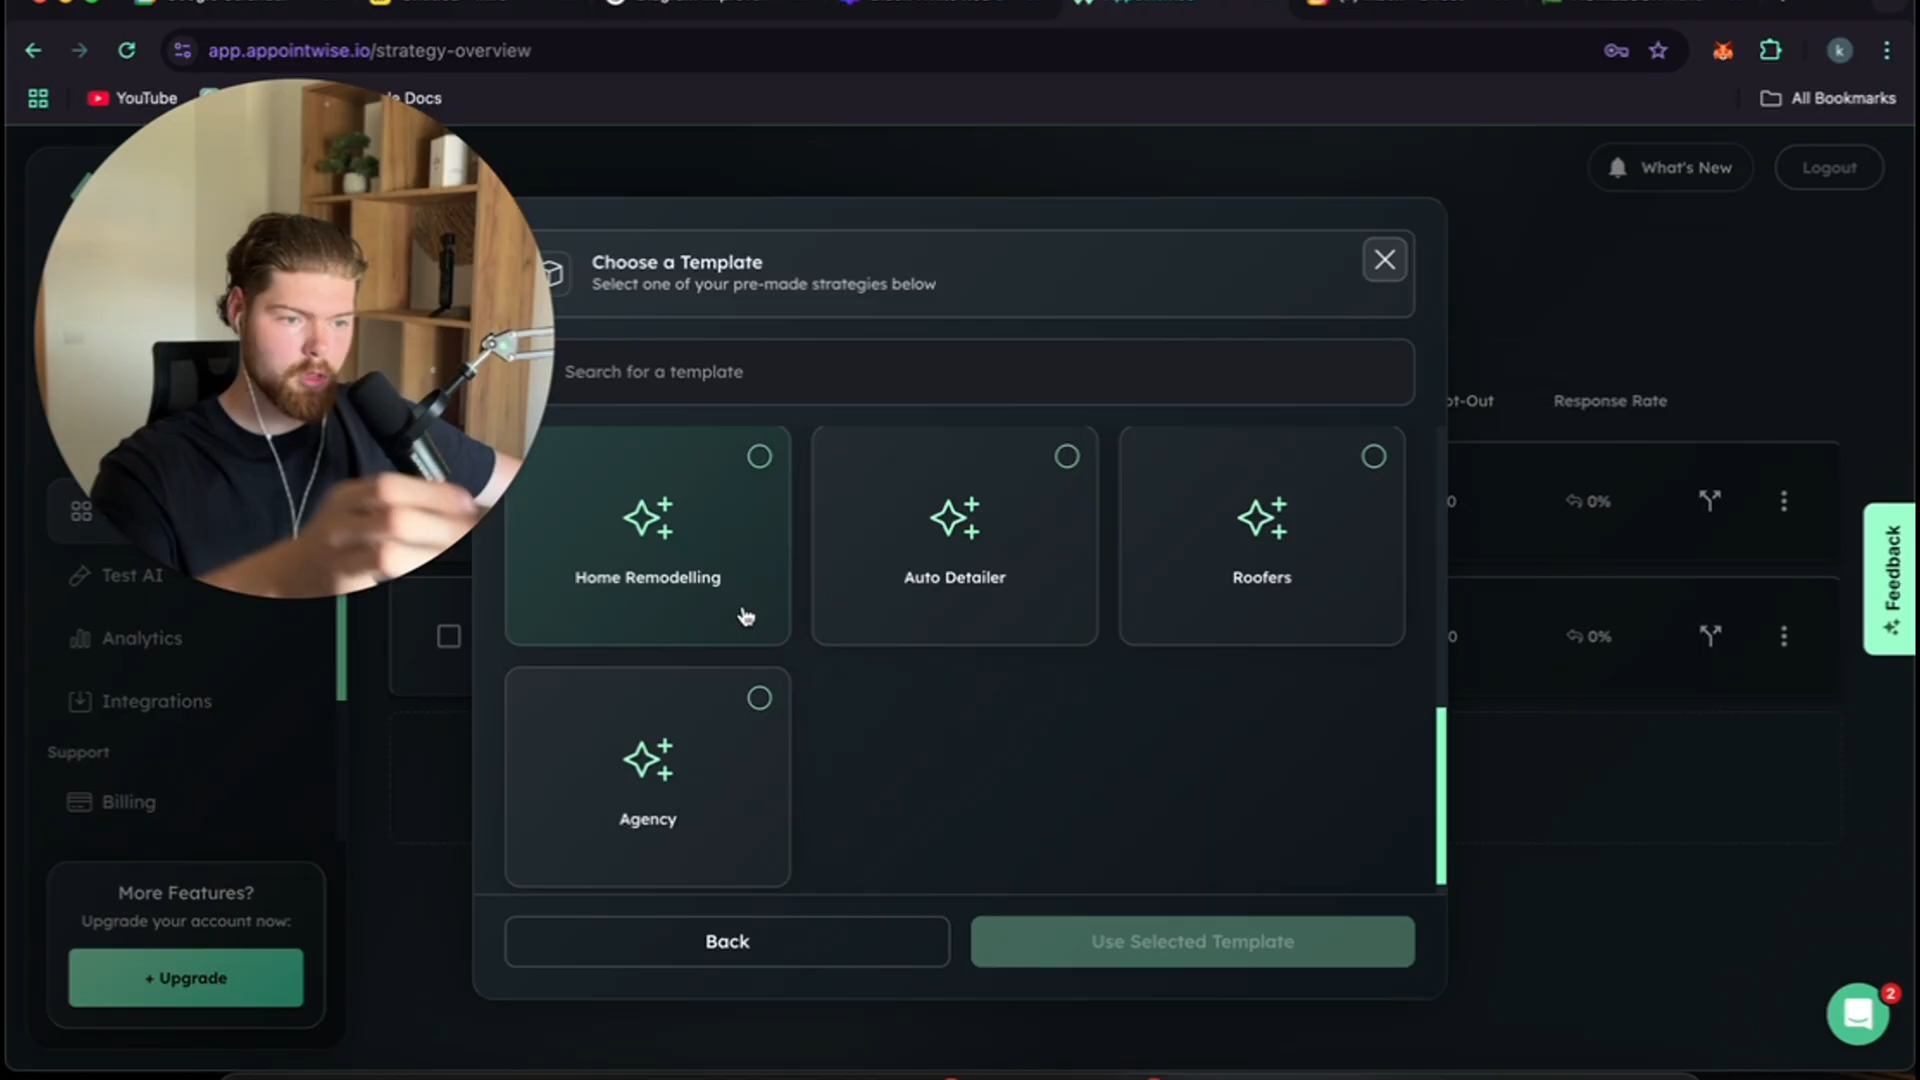 app.appointwise.io/strategy-overview
YouTube
Docs
All Bookmarks
What's New
Logout
Choose a Template
Select one of your pre-made strategies below
Search for a template
Response Rate
Home Remodelling
Auto Detailer
Roofers
0%
Test AI
Feedback
Analytics
0%
Integrations
Support
Billing
Agency
More Features?
Upgrade your account now:
+ Upgrade
Back
Use Selected Template
2